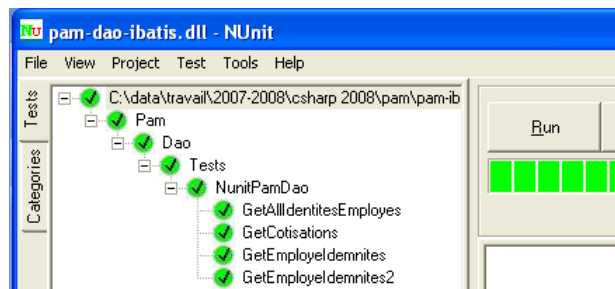 NU pam-dao-ibatis.dll - NUnit
File View Project Test Tools Help
Tests
Categories
C:\data\travail\2007-2008\csharp 2008\pam\pam-ib
Pam
Dao
Tests
NunitPamDao
GetAllIdentitesEmployes
GetCotisations
GetEmployeIdemnites
GetEmployeIdemnites2
Run